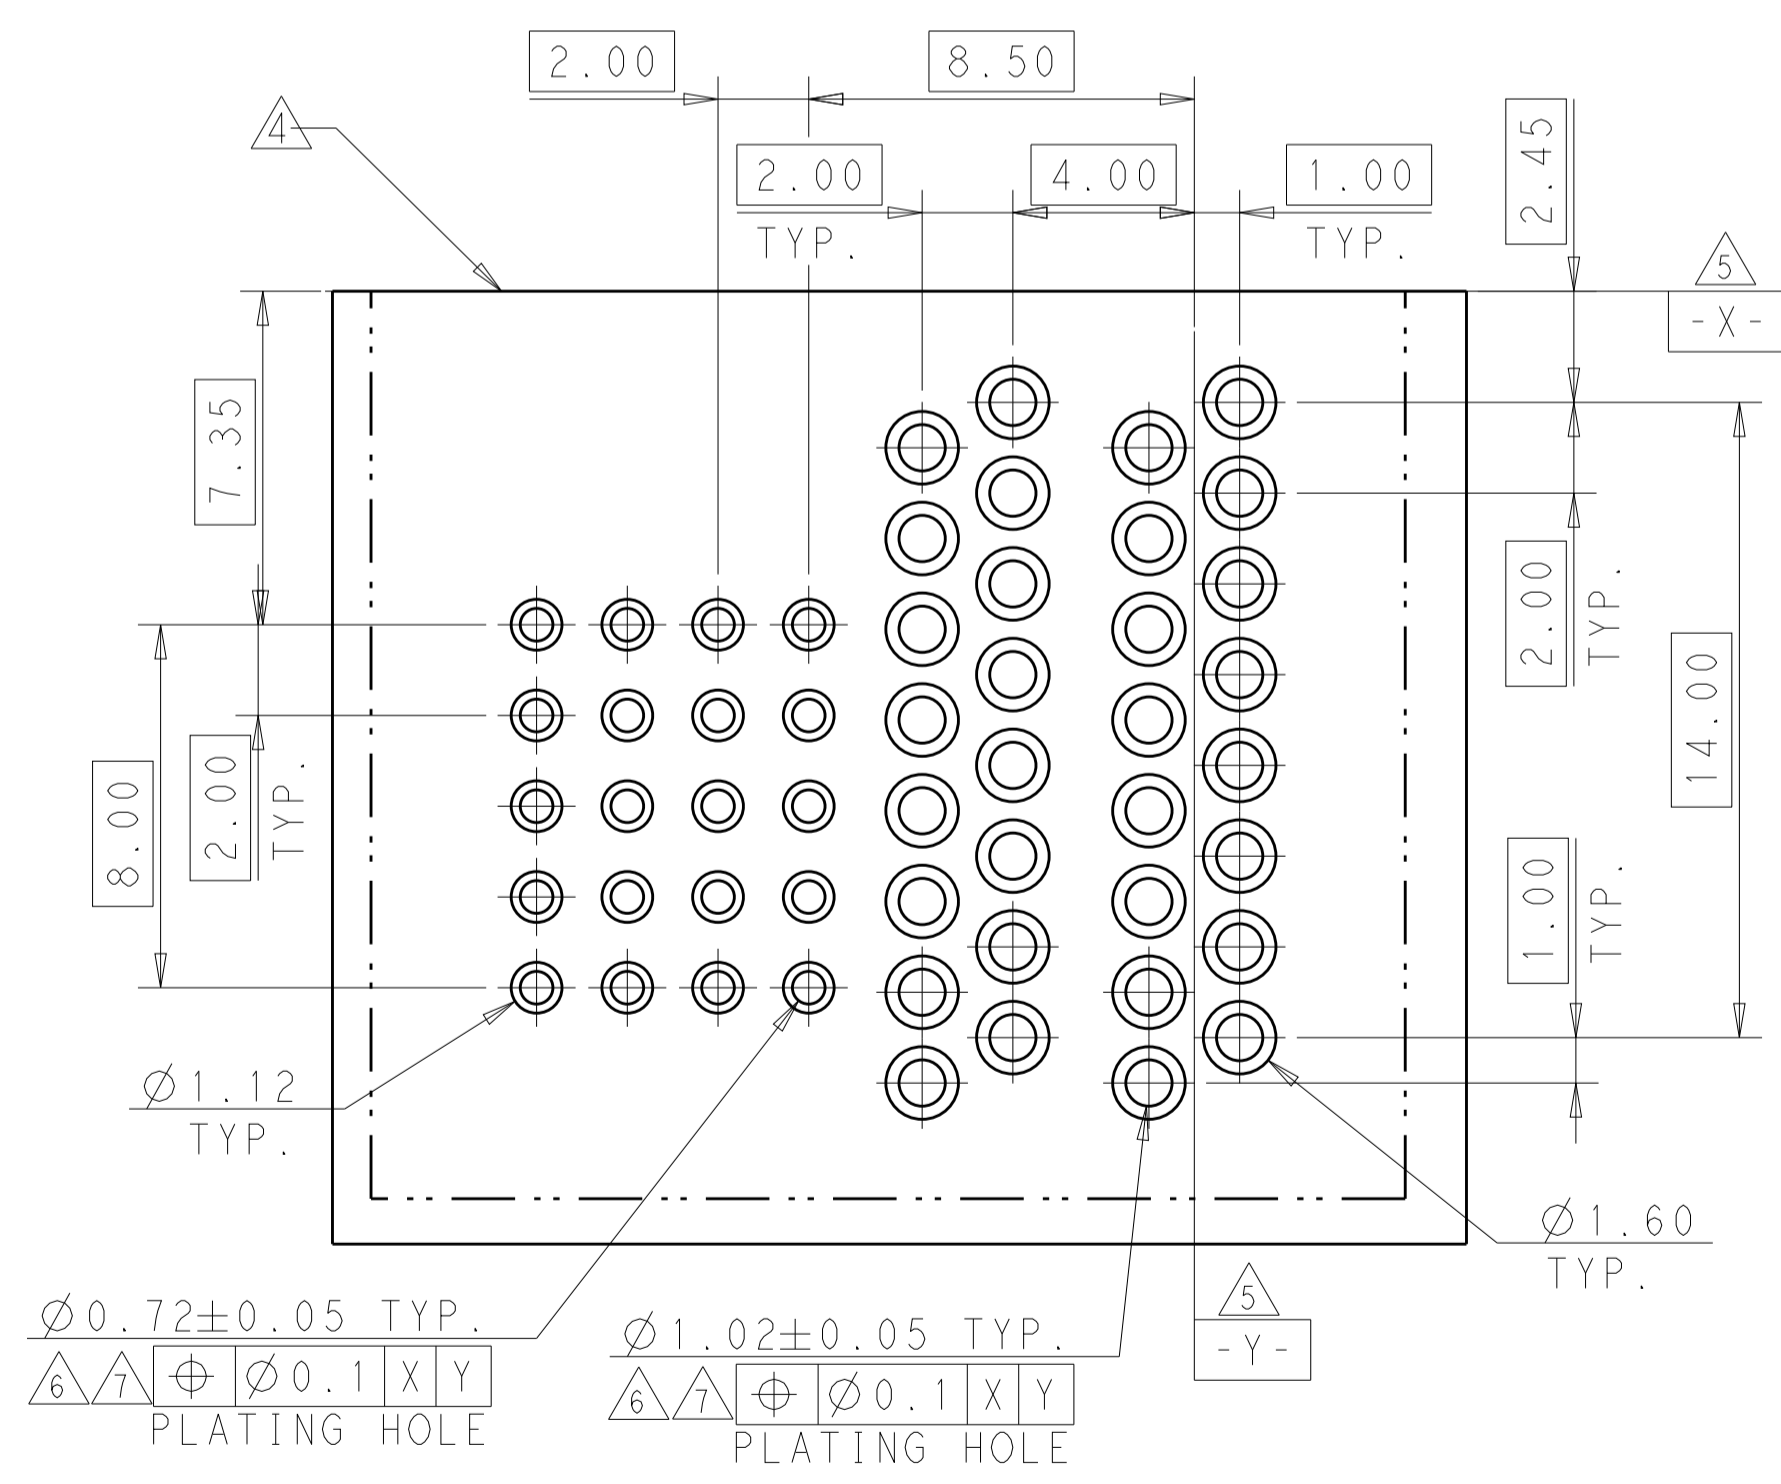 2.00
8.50
4
2.00
TYP.
4.00
1.00
TYP.
2.45
5
-X-
7.35
2.00
TYP.
14.00
8.00
2.00
TYP.
1.00
TYP.
Ø1.12
TYP.
Ø1.60
TYP.
Ø0.72±0.05 TYP.
6 7 ⌖ Ø0.1 X Y
PLATING HOLE
Ø1.02±0.05 TYP.
6 7 ⌖ Ø0.1 X Y
PLATING HOLE
5
-Y-